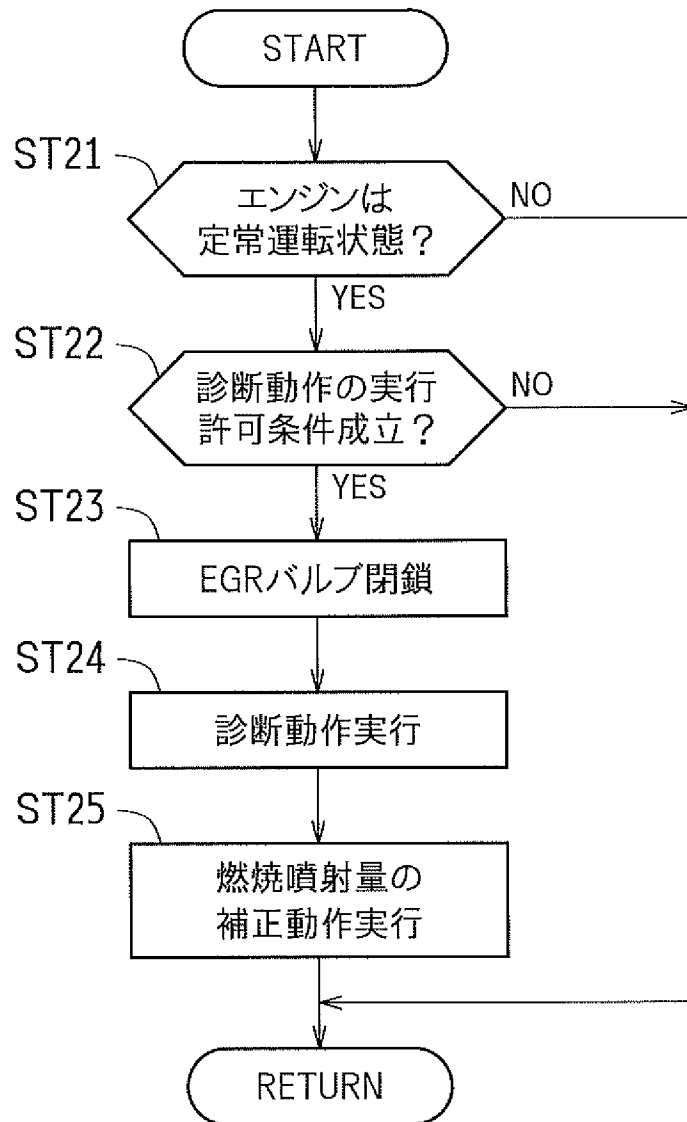 START
ST21
エンジンは
定常運転状態？
NO
YES
ST22
診断動作の実行
許可条件成立？
NO
YES
ST23
EGRバルブ閉鎖
ST24
診断動作実行
ST25
燃焼噴射量の
補正動作実行
RETURN